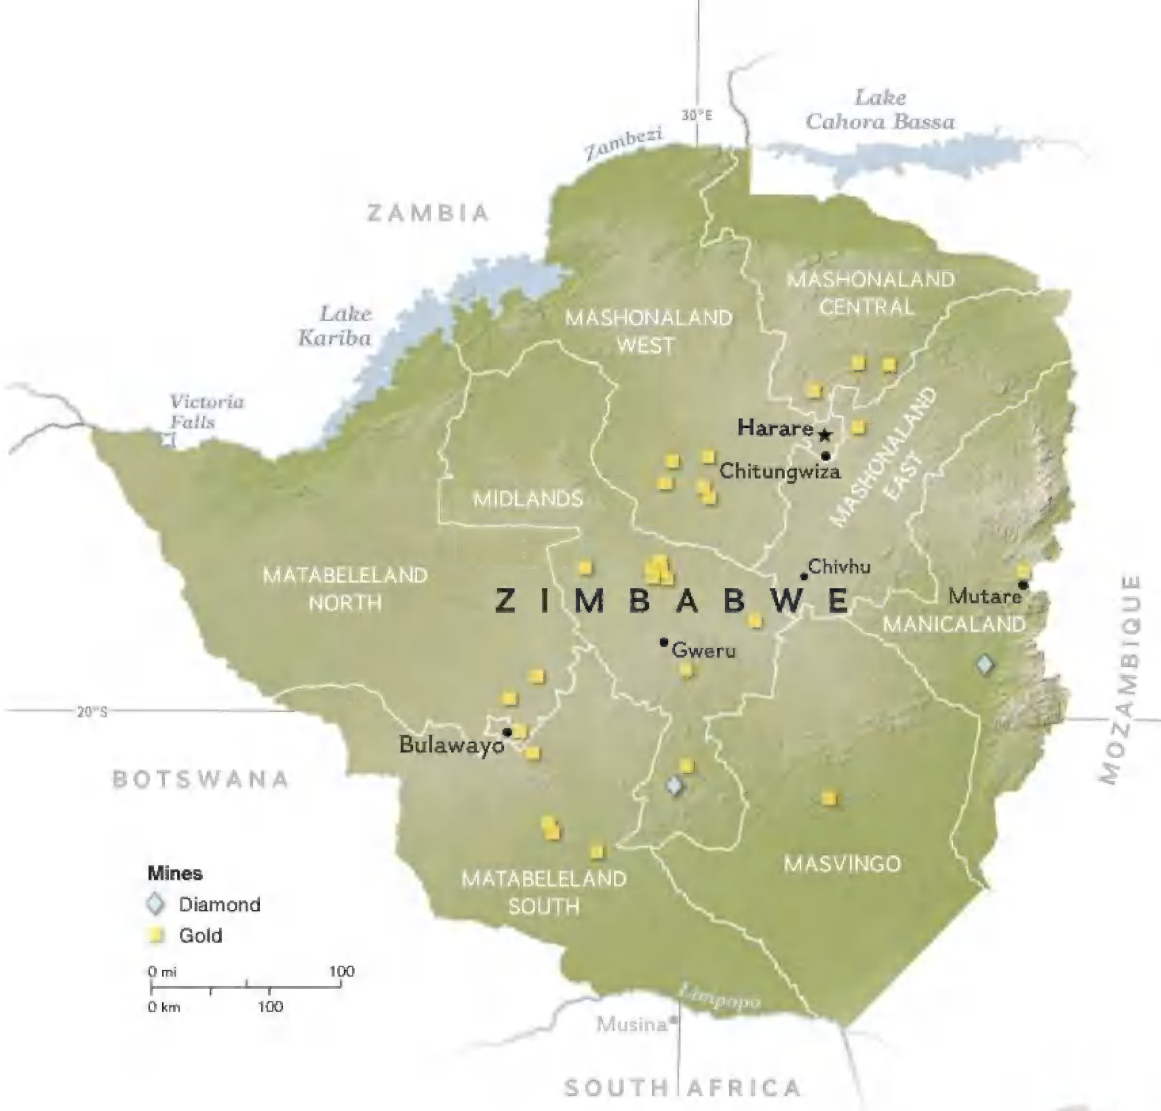 30°E
Lake
Cahora Bassa
Zambezi
ZAMBIA
MASHONALAND
CENTRAL
Lake
Kariba
MASHONALAND
WEST
Victoria
Falls
Harare
Chitungwiza
MASHONALAND
EAST
MIDLANDS
MATABELELAND
NORTH
Chivhu
ZIMBABWE
Mutare
MANICALAND
MOZAMBIQUE
Gweru
20°S
Bulawayo
BOTSWANA
MASVINGO
MATABELELAND
SOUTH
Mines
Diamond
Gold
0 mi 100
0 km 100
Limpopo
Musina
SOUTH AFRICA